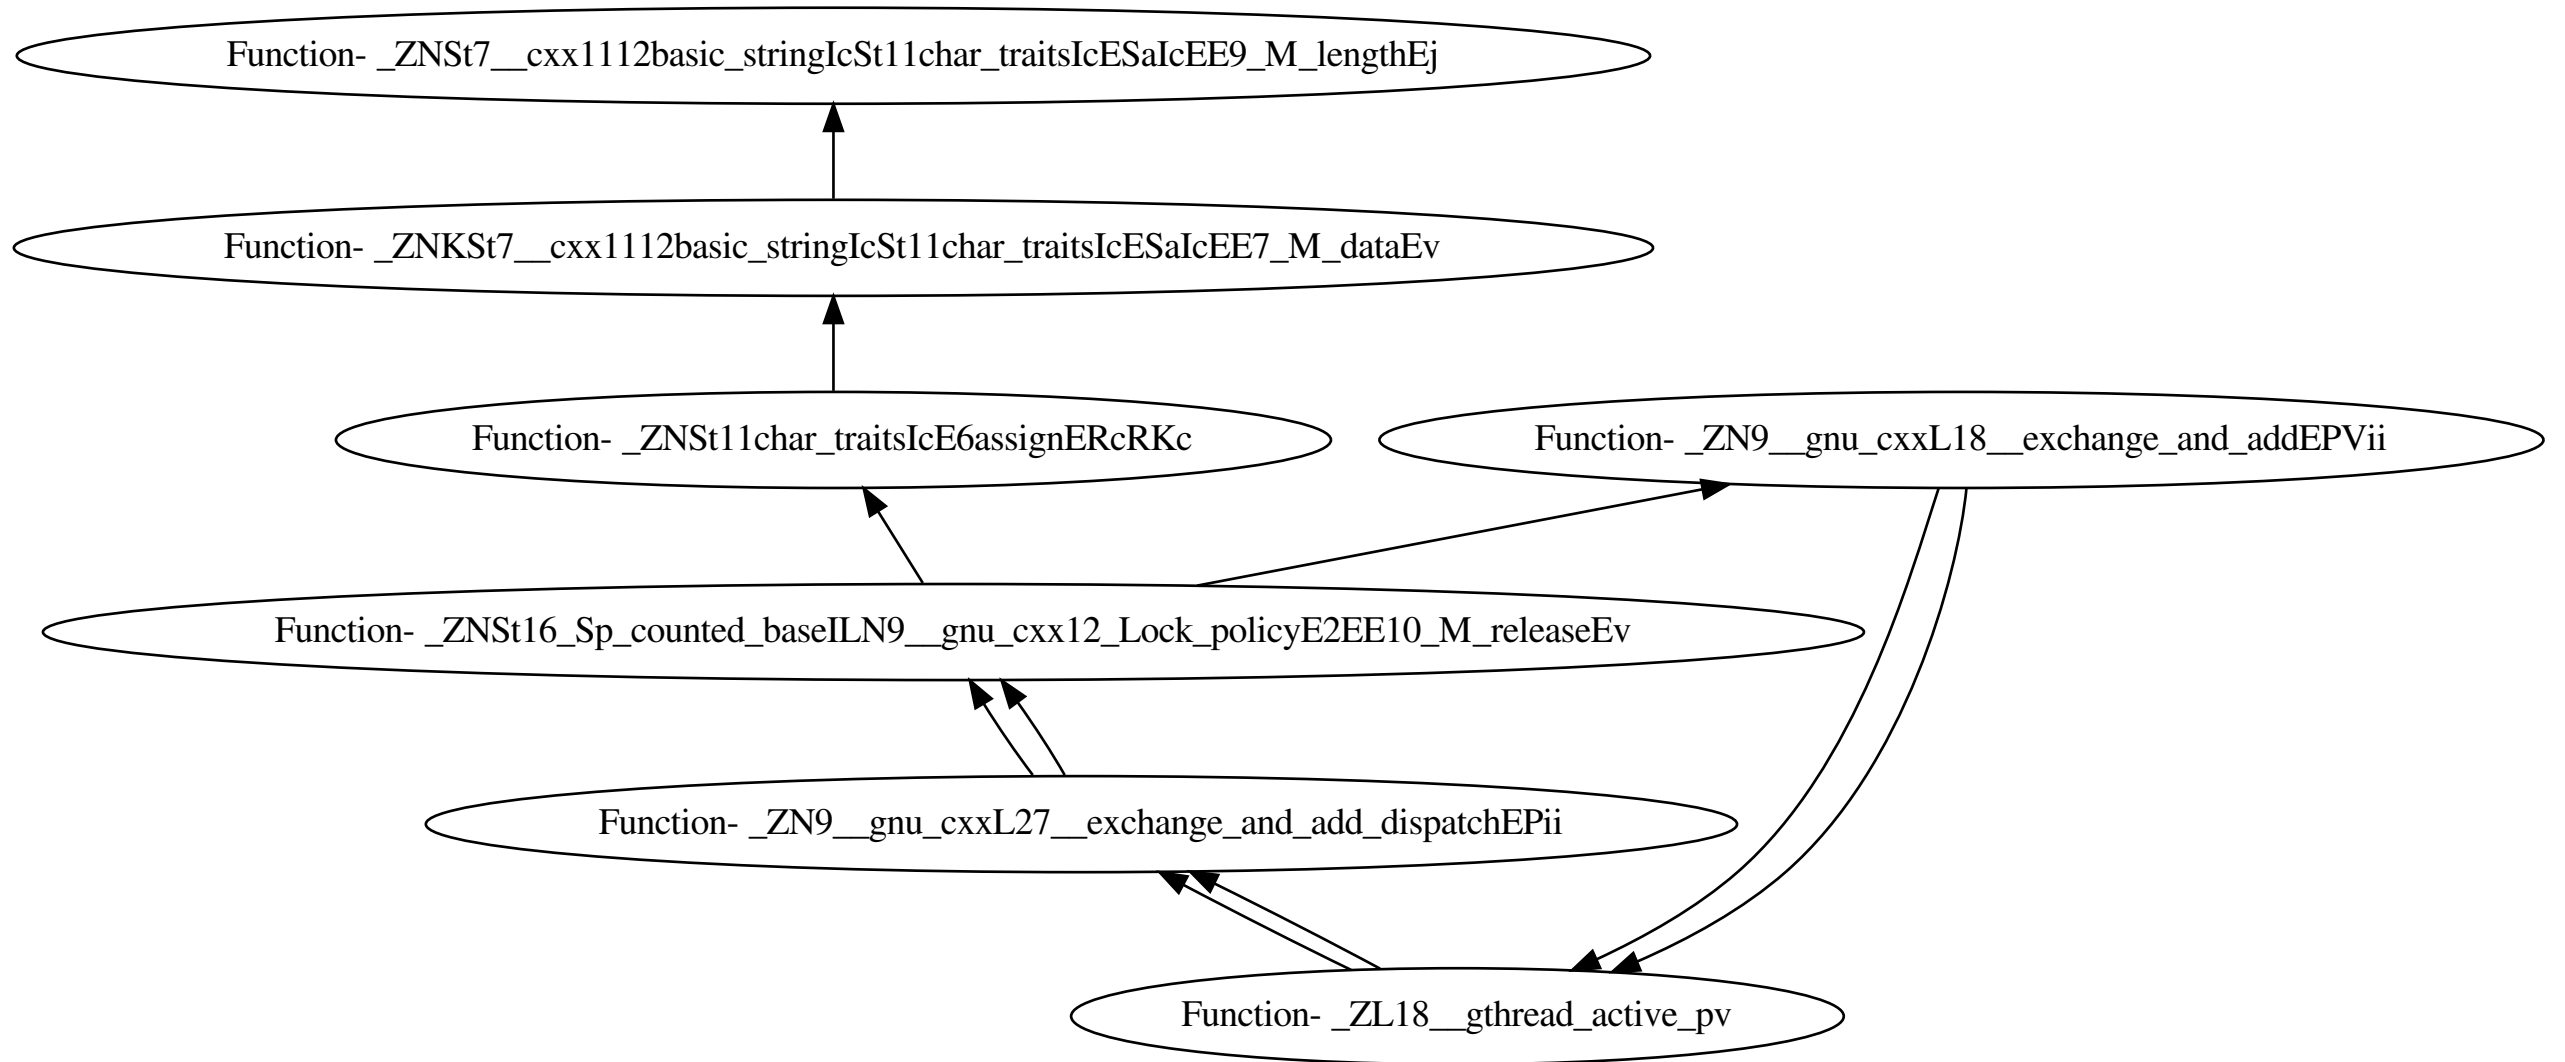 Function- _ZNSt7__cxx1112basic_stringIcSt11char_traitsIcESaIcEE9_M_lengthEj
Function- _ZNKSt7__cxx1112basic_stringIcSt11char_traitsIcESaIcEE7_M_dataEv
Function- _ZNSt11char_traitsIcE6assignERcRKc
Function- _ZN9__gnu_cxxL18__exchange_and_addEPVii
Function- _ZNSt16_Sp_counted_baseILN9__gnu_cxx12_Lock_policyE2EE10_M_releaseEv
Function- _ZN9__gnu_cxxL27__exchange_and_add_dispatchEPii
Function- _ZL18__gthread_active_pv